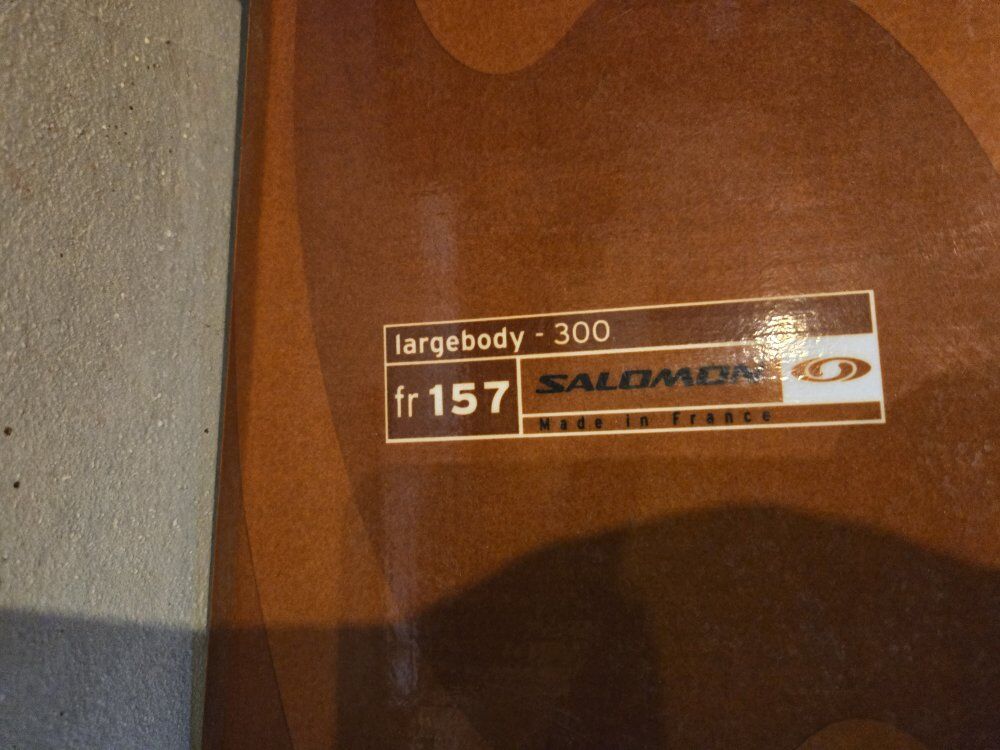 largebody - 300
fr 157
SALOMON
Made in France